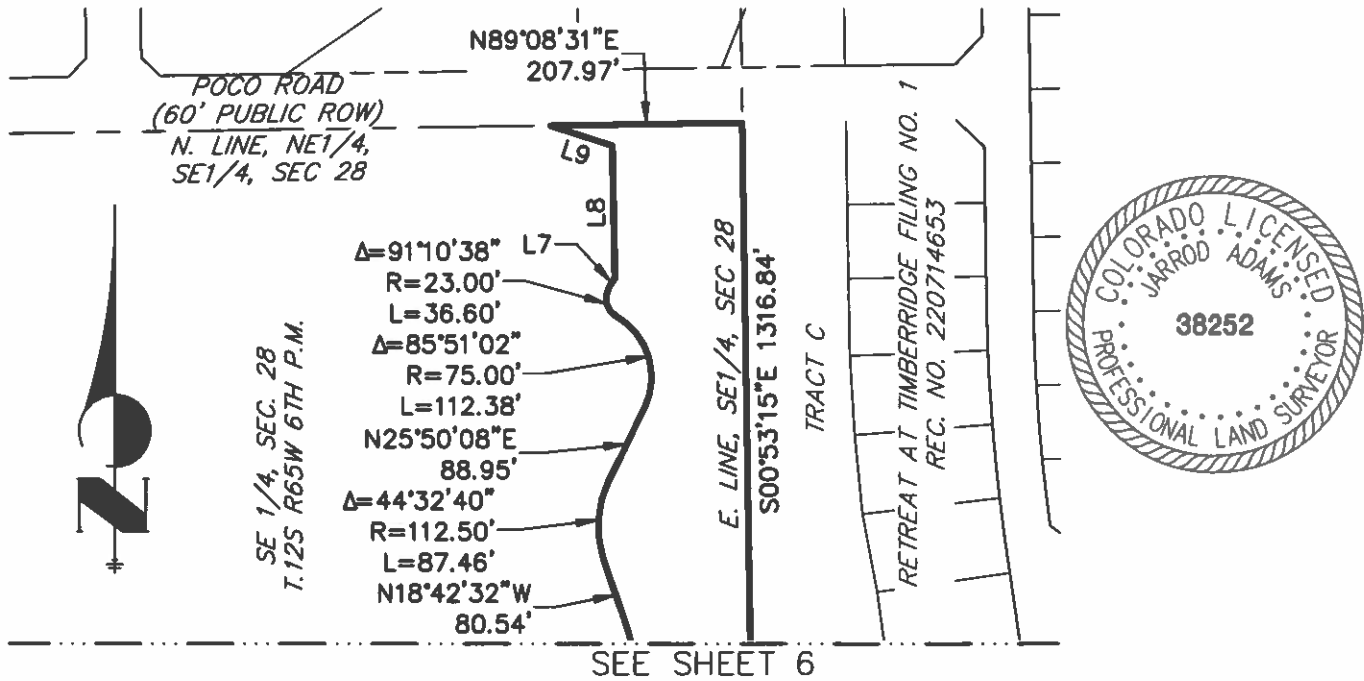 N89°08'31"E
207.97'
POCO ROAD
(60' PUBLIC ROW)
N. LINE, NE1/4,
SE1/4, SEC 28
L9
L8
L7
Δ=91°10'38"
R=23.00'
L=36.60'
Δ=85°51'02"
R=75.00'
L=112.38'
N25°50'08"E
88.95'
Δ=44°32'40"
R=112.50'
L=87.46'
N18°42'32"W
80.54'
SE 1/4, SEC. 28
T.12S R65W 6TH P.M.
N
E. LINE, SE1/4, SEC 28
S00°53'15"E 1316.84'
TRACT C
RETREAT AT TIMBERRIDGE FILING NO. 1
REC. NO. 220714653
COLORADO LICENSED
JARROD ADAMS
38252
PROFESSIONAL LAND SURVEYOR
SEE SHEET 6